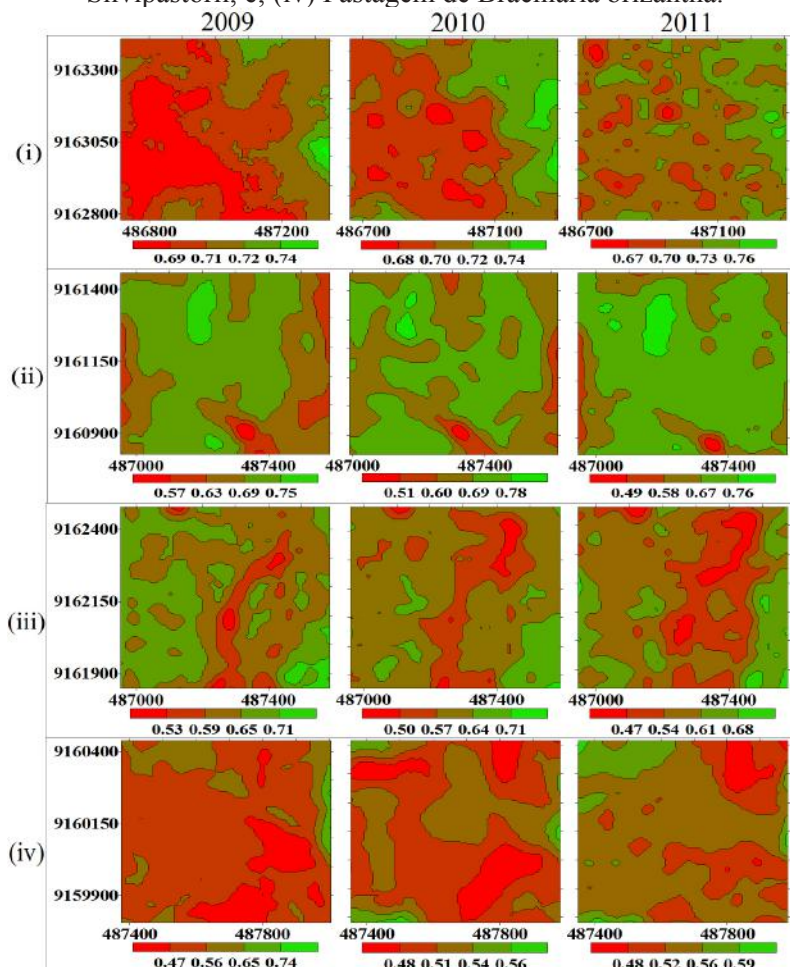 Silvipastoril, e, (iv) Pastagem de Brachiaria brizantha.
2009 2010 2011
(i)
9163300
9163050
9162800
486800 487200 486700 487100 486700 487100
0.69 0.71 0.72 0.74 0.68 0.70 0.72 0.74 0.67 0.70 0.73 0.76
(ii)
9161400
9161150
9160900
487000 487400 487000 487400 487000 487400
0.57 0.63 0.69 0.75 0.51 0.60 0.69 0.78 0.49 0.58 0.67 0.76
(iii)
9162400
9162150
9161900
487000 487400 487000 487400 487000 487400
0.53 0.59 0.65 0.71 0.50 0.57 0.64 0.71 0.47 0.54 0.61 0.68
(iv)
9160400
9160150
9159900
487400 487800 487400 487800 487400 487800
0.47 0.56 0.65 0.74 0.48 0.51 0.54 0.56 0.48 0.52 0.56 0.59